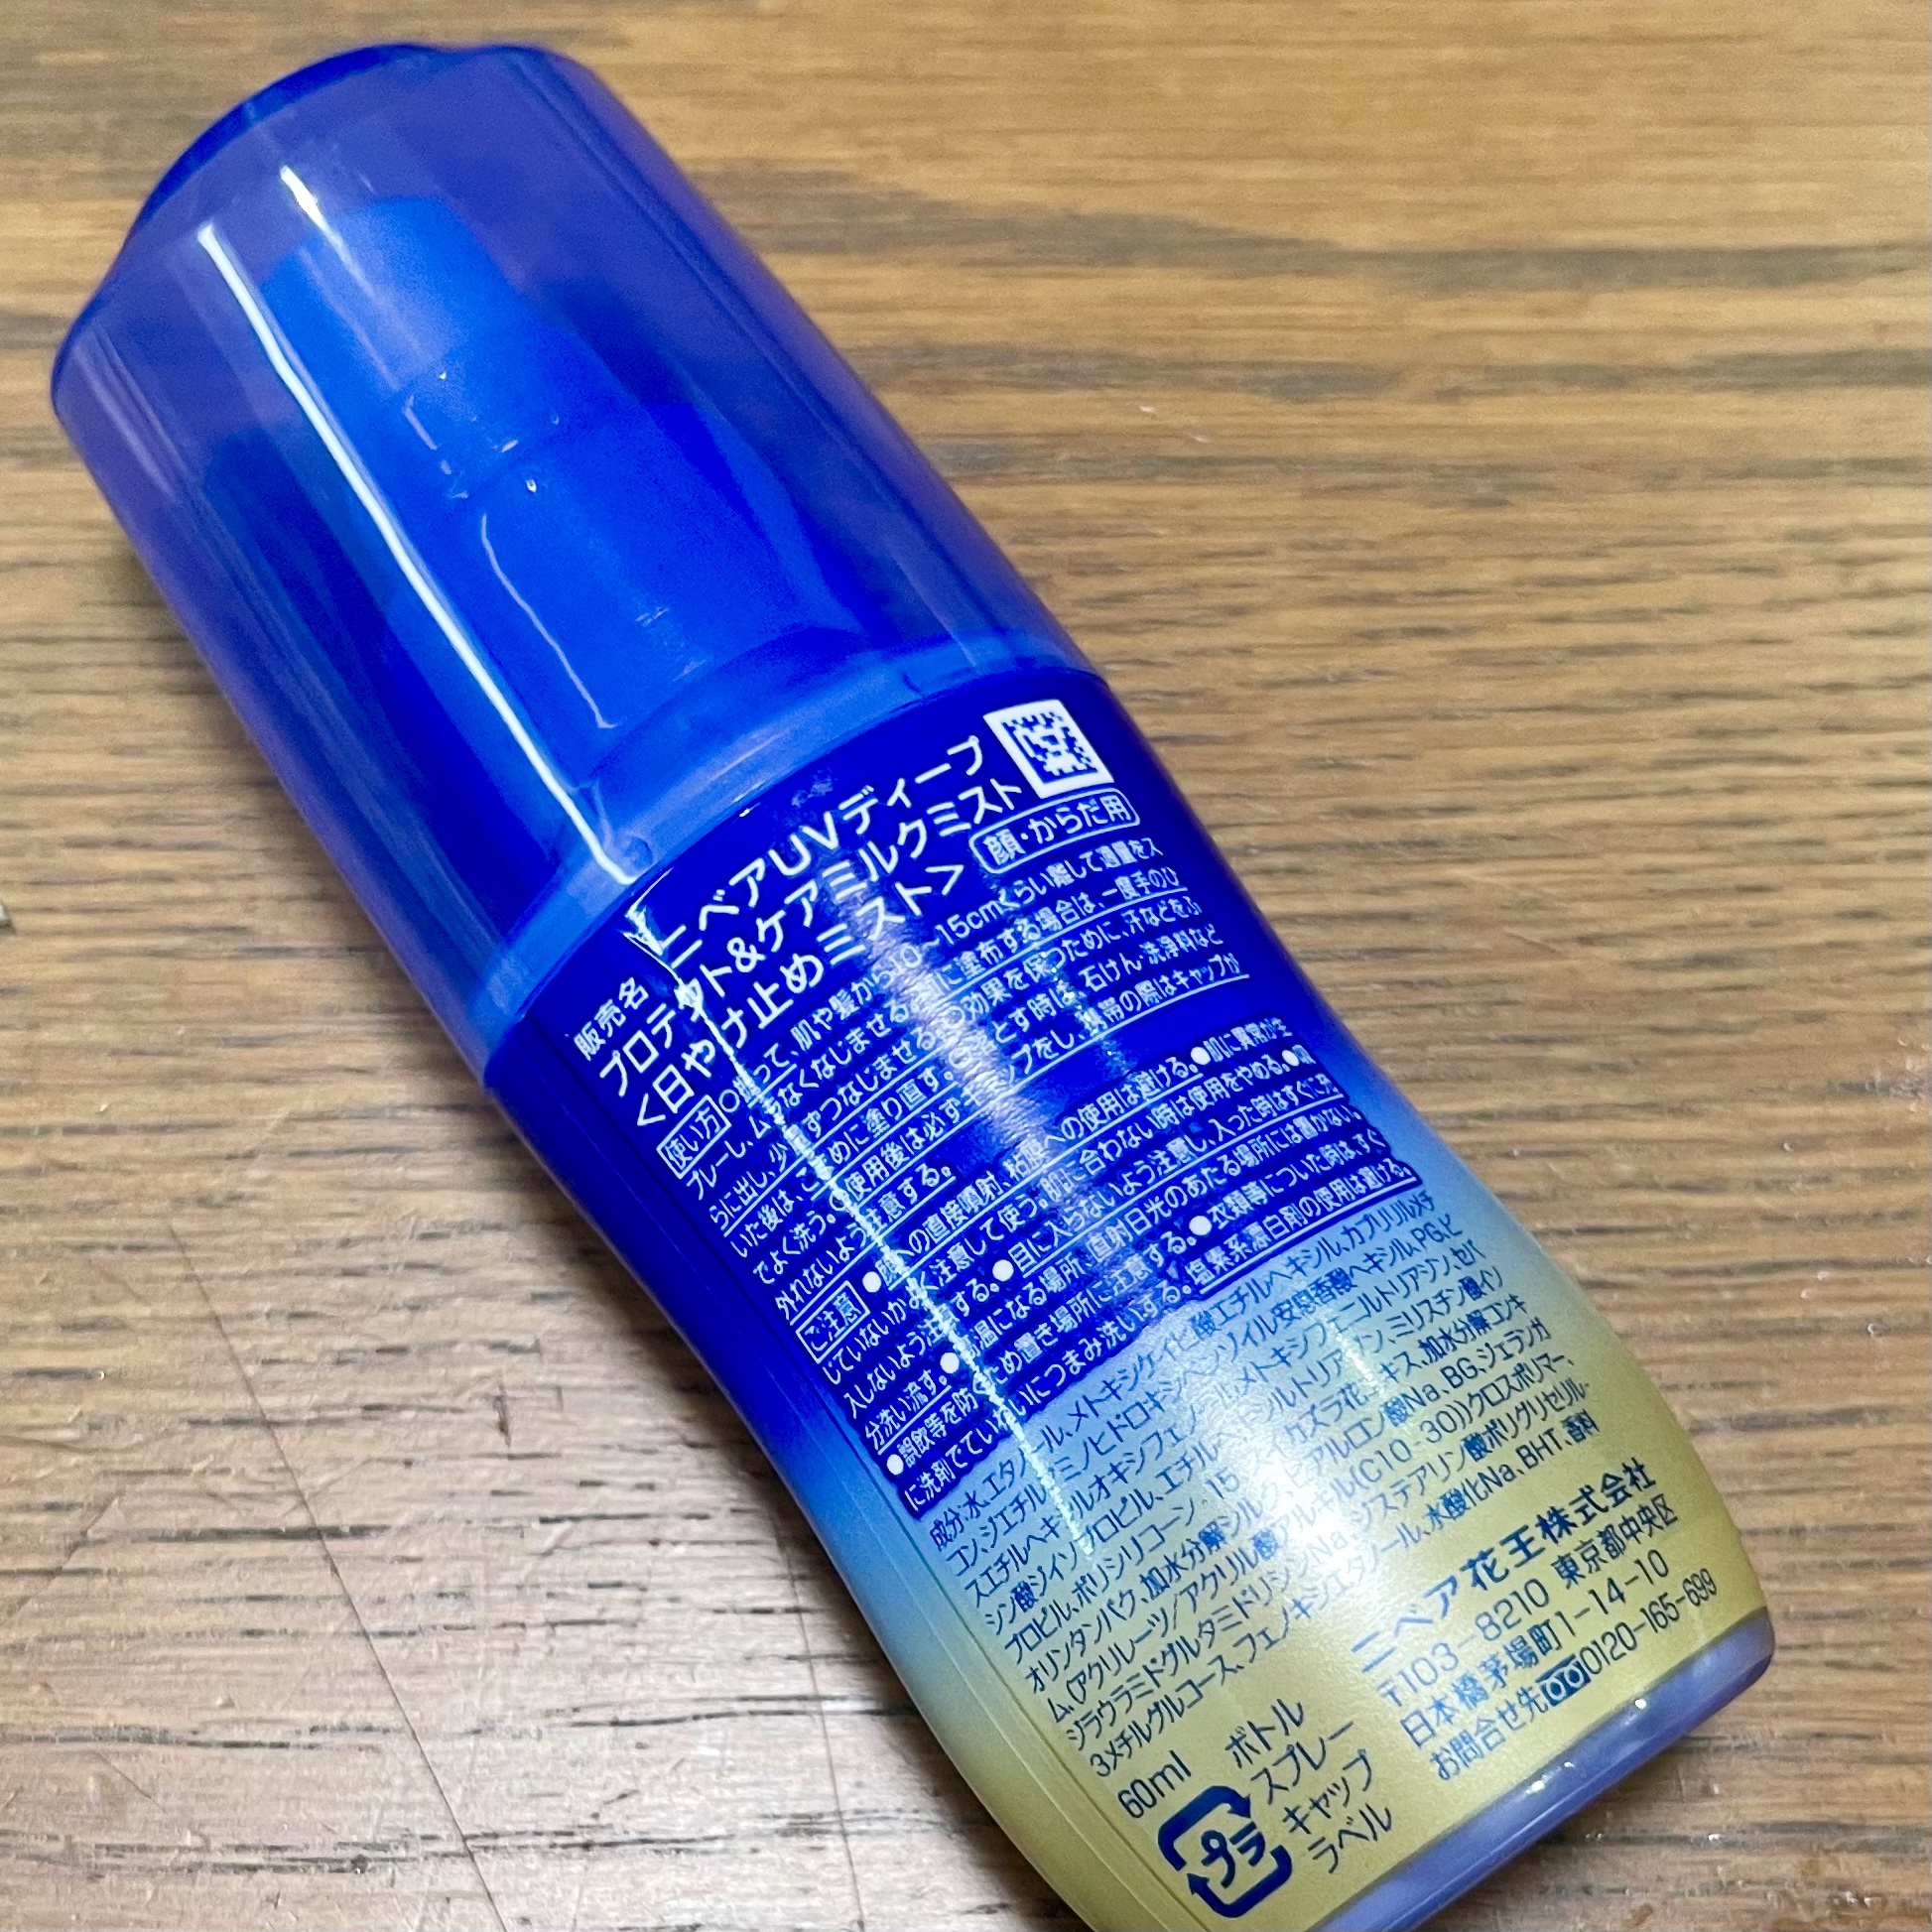 販売名 ニベアUVディープ
プロテクト&ケアミルクミスト
<日やけ止めミスト> 顔・からだ用
使い方 ○振って、肌や髪から10~15cmくらい離して適量をス
プレーし、ムラなくなじませる。顔に塗布する場合は、一度手のひ
らに出し、少量ずつなじませる。○効果を保つために、汗などをふ
いた後は、こまめに塗り直す。○落とす時は、石けん・洗浄料など
でよく洗う。○使用後は必ずキャップをし、携帯の際はキャップが
外れないよう注意する。
ご注意 ●顔への直接噴射、粘膜への使用は避ける。●肌に異常が生
じていないかよく注意して使う。肌に合わない時は使用をやめる。
入しないよう注意する。●目に入らないよう注意し、入った時はすぐに充
分洗い流す。●高温になる場所、直射日光のあたる場所には置かない。
●誤飲等を防ぐため置き場所に注意する。●衣類等についた時は、すぐ
に洗剤でていねいにつまみ洗いする。塩素系漂白剤の使用は避ける。
成分:水、エタノール、メトキシケイヒ酸エチルヘキシル、カプリリルメチ
コン、ジエチルアミノヒドロキシベンゾイル安息香酸ヘキシル、PG、ビ
スエチルヘキシルオキシフェノールメトキシフェニルトリアジン、セバ
シン酸ジイソプロピル、エチルヘキシルトリアゾン、ミリスチン酸イソ
プロピル、ポリシリコーン-15、スイカズラ花エキス、加水分解コンキ
オリンタンパク、加水分解シルク、ヒアルロン酸Na、BG、ジェランガ
ム、(アクリレーツ/アクリル酸アルキル(C10-30))クロスポリマー、
ジラウラミドグルタミドリシンNa、ジステアリン酸ポリグリセリル-
3メチルグルコース、フェノキシエタノール、水酸化Na、BHT、香料
60ml
プラ
ボトル
スプレー
キャップ
ラベル
ニベア花王株式会社
〒103-8210 東京都中央区
日本橋茅場町1-14-10
お問合せ先 0120-165-699